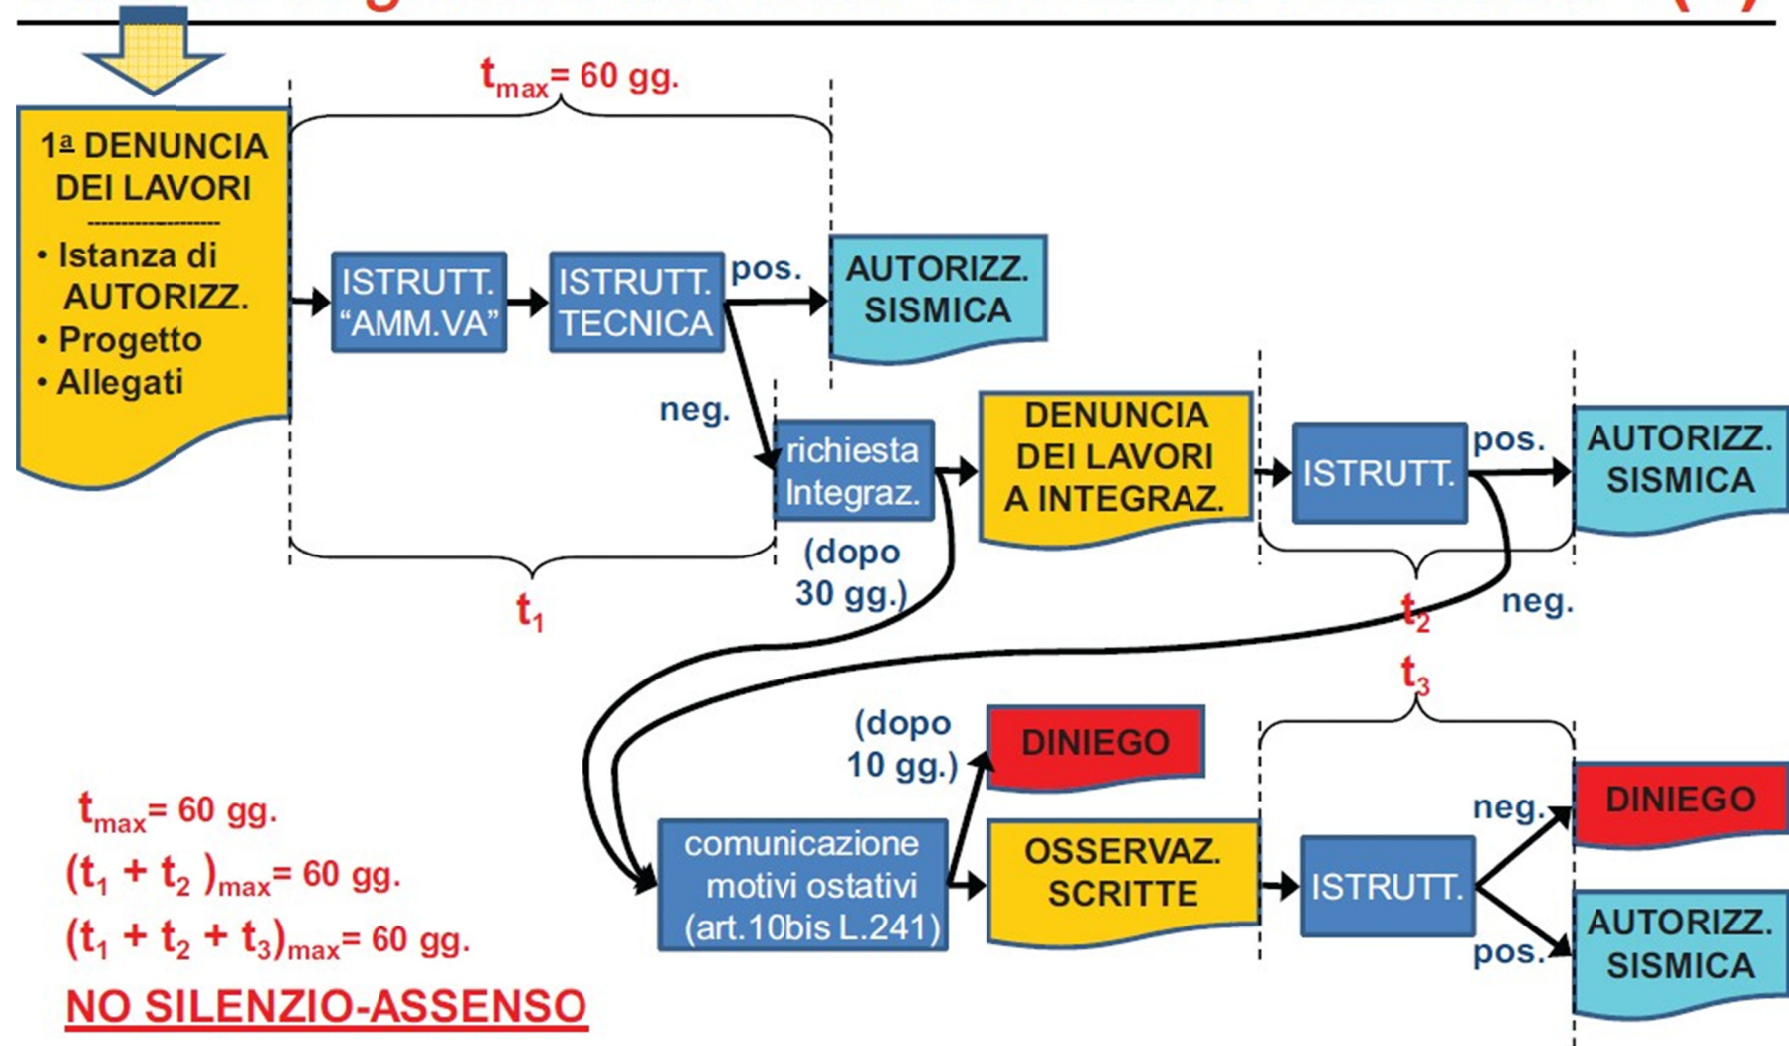 tmax= 60 gg.
1ª DENUNCIA
DEI LAVORI
--------------------
• Istanza di
AUTORIZZ.
• Progetto
• Allegati
ISTRUTT.
“AMM.VA”
ISTRUTT.
TECNICA
pos.
AUTORIZZ.
SISMICA
neg.
richiesta
Integraz.
(dopo
30 gg.)
DENUNCIA
DEI LAVORI
A INTEGRAZ.
ISTRUTT.
pos.
AUTORIZZ.
SISMICA
neg.
t1
t2
t3
(dopo
10 gg.)
DINIEGO
comunicazione
motivi ostativi
(art.10bis L.241)
OSSERVAZ.
SCRITTE
ISTRUTT.
neg.
DINIEGO
pos.
AUTORIZZ.
SISMICA
tmax= 60 gg.
(t1 + t2 )max= 60 gg.
(t1 + t2 + t3)max= 60 gg.
NO SILENZIO-ASSENSO